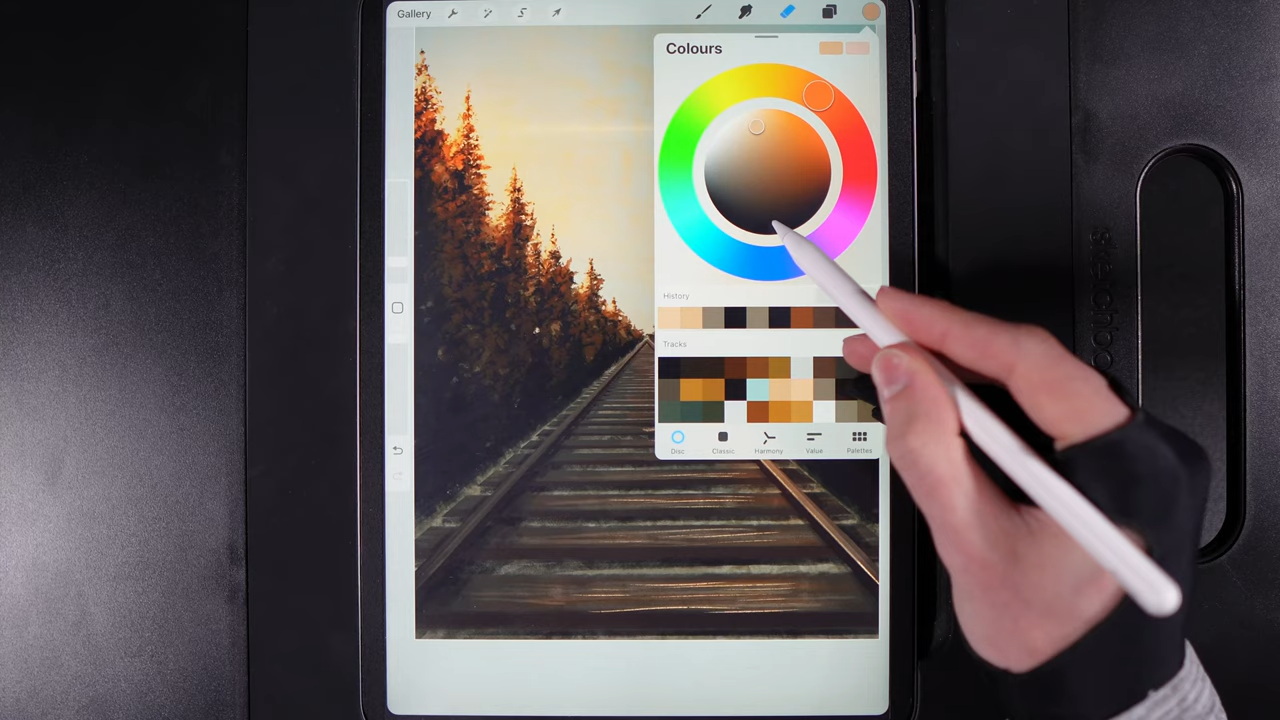 Gallery
Colours
History
Tracks
Disc
Classic
Harmony
Value
Palettes